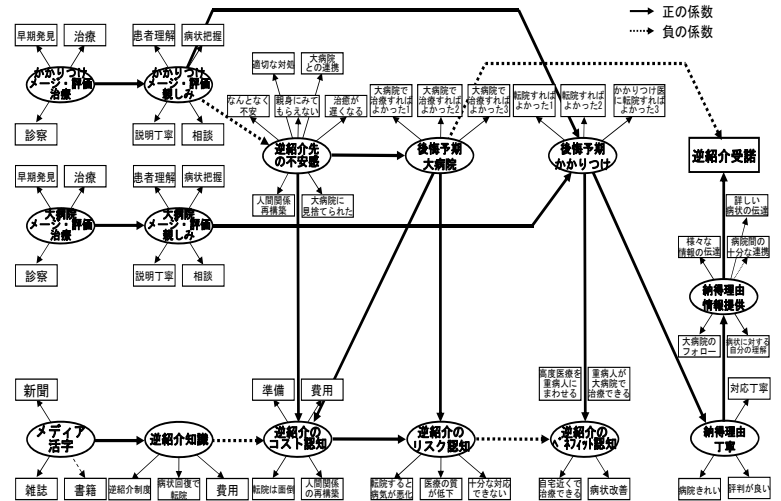 正の係数
負の係数
早期発見
治療
かかりつけ
メージ・評価
治療
診察
患者理解
病状把握
かかりつけ
メージ・評価
親しみ
説明丁寧
相談
適切な対処
大病院
との連携
なんとなく
不安
親身にみて
もらえない
治癒が
遅くなる
逆紹介先
の不安感
人間関係
再構築
大病院に
見捨てられた
大病院で
治療すれば
よかった1
大病院で
治療すれば
よかった2
大病院で
治療すれば
よかった3
後悔予期
大病院
転院すれば
よかった1
転院すれば
よかった2
かかりつけ医
に転院すれば
よかった3
後悔予期
かかりつけ
逆紹介受諾
早期発見
治療
大病院
メージ・評価
治療
診察
患者理解
病状把握
大病院
メージ・評価
親しみ
説明丁寧
相談
詳しい
病状の伝達
様々な
情報の伝達
病院間の
十分な連携
納得理由
情報提供
大病院の
フォロー
病状に対する
自分の理解
新聞
メディア
活字
雑誌
書籍
逆紹介知識
逆紹介制度
病状回復で
転院
費用
準備
費用
逆紹介の
コスト認知
転院は面倒
人間関係
の再構築
逆紹介の
リスク認知
転院すると
病気が悪化
医療の質
が低下
十分な対応
できない
高度医療を
重病人に
まわせる
重病人が
大病院で
治療できる
逆紹介の
ベネフィット認知
自宅近くで
治療できる
病状改善
対応丁寧
納得理由
丁寧
病院きれい
評判が良い